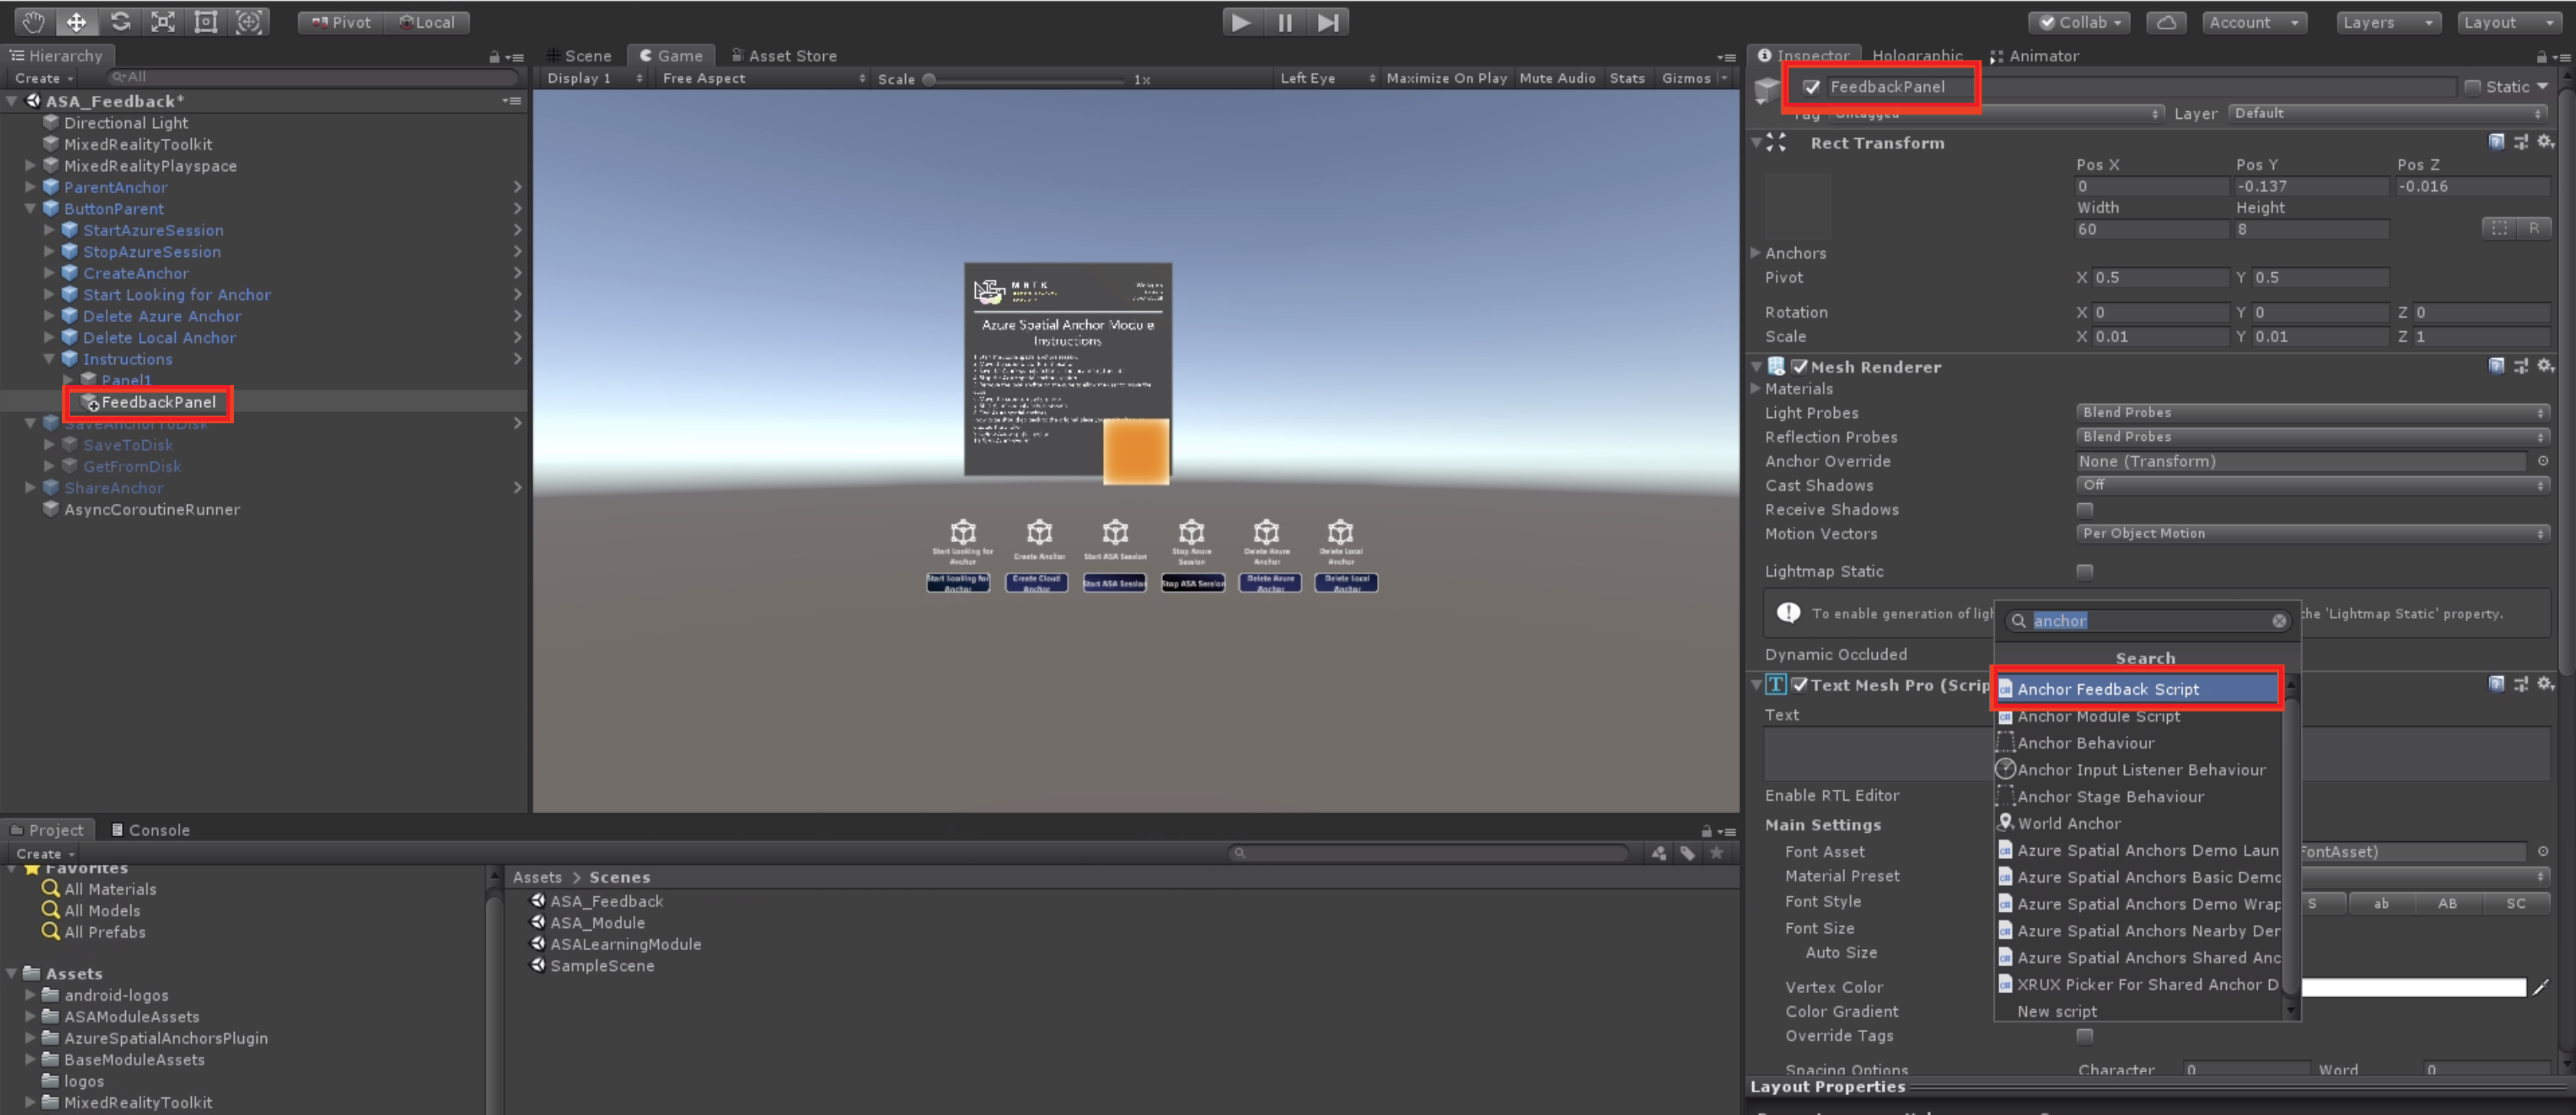 Pivot
Local
Collab
Account
Layers
Layout
Hierarchy
Create
All
ASA_Feedback*
Directional Light
MixedRealityToolkit
MixedRealityPlayspace
ParentAnchor
ButtonParent
StartAzureSession
StopAzureSession
CreateAnchor
Start Looking for Anchor
Delete Azure Anchor
Delete Local Anchor
Instructions
Panel1
FeedbackPanel
SaveAnchorToDisk
SaveToDisk
GetFromDisk
ShareAnchor
AsyncCoroutineRunner
Scene
Game
Asset Store
Display 1
Free Aspect
Scale
1x
Left Eye
Maximize On Play
Mute Audio
Stats
Gizmos
MRTK
Azure Spatial Anchor Module
Instructions
Start Looking for
Anchor
Create Anchor
Start ASA Session
Stop Azure
Session
Delete Azure
Anchor
Delete Local
Anchor
Start Looking for
Anchor
Create Cloud
Anchor
Start ASA Session
Stop ASA Session
Delete Azure
Anchor
Delete Local
Anchor
Project
Console
Create
Favorites
All Materials
All Models
All Prefabs
Assets
android-logos
ASAModuleAssets
AzureSpatialAnchorsPlugin
BaseModuleAssets
logos
MixedRealityToolkit
Assets > Scenes
ASA_Feedback
ASA_Module
ASALearningModule
SampleScene
Inspector
Holographic
Animator
FeedbackPanel
Static
Tag Untagged
Layer Default
Rect Transform
Pos X Pos Y Pos Z
0 -0.137 -0.016
Width Height
60 8
R
Anchors
Pivot X 0.5 Y 0.5
Rotation X 0 Y 0 Z 0
Scale X 0.01 Y 0.01 Z 1
Mesh Renderer
Materials
Light Probes Blend Probes
Reflection Probes Blend Probes
Anchor Override None (Transform)
Cast Shadows Off
Receive Shadows
Motion Vectors Per Object Motion
Lightmap Static
To enable generation of ligh
he 'Lightmap Static' property.
Dynamic Occluded
Text Mesh Pro (Scrip
Text
Enable RTL Editor
Main Settings
Font Asset
FontAsset)
Material Preset
Font Style
S ab AB SC
Font Size
Auto Size
Vertex Color
Color Gradient
Override Tags
Spacing Options Character 0 Word 0
Layout Properties
anchor
Search
Anchor Feedback Script
Anchor Module Script
Anchor Behaviour
Anchor Input Listener Behaviour
Anchor Stage Behaviour
World Anchor
Azure Spatial Anchors Demo Laun
Azure Spatial Anchors Basic Demo
Azure Spatial Anchors Demo Wrap
Azure Spatial Anchors Nearby Der
Azure Spatial Anchors Shared Anc
XRUX Picker For Shared Anchor D
New script